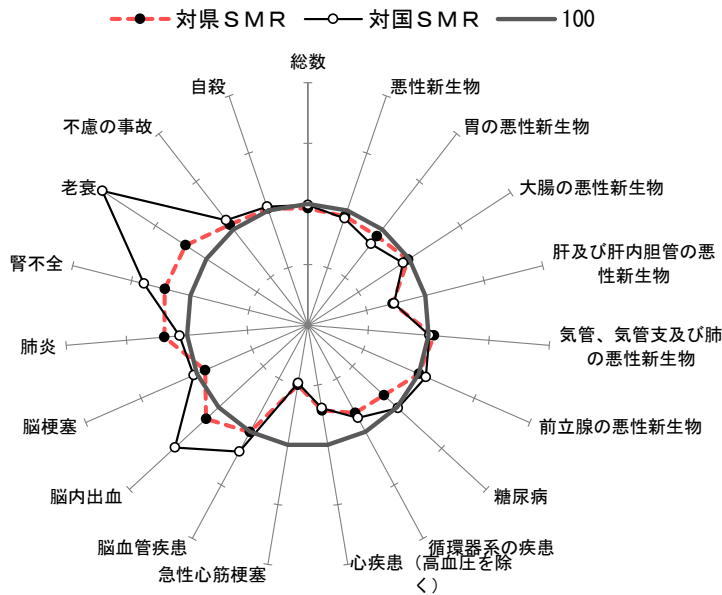 対県ＳＭＲ 対国ＳＭＲ 100
総数
悪性新生物
胃の悪性新生物
大腸の悪性新生物
肝及び肝内胆管の悪
性新生物
気管、気管支及び肺
の悪性新生物
前立腺の悪性新生物
糖尿病
循環器系の疾患
心疾患（高血圧を除
く）
急性心筋梗塞
脳血管疾患
脳内出血
脳梗塞
肺炎
腎不全
老衰
不慮の事故
自殺